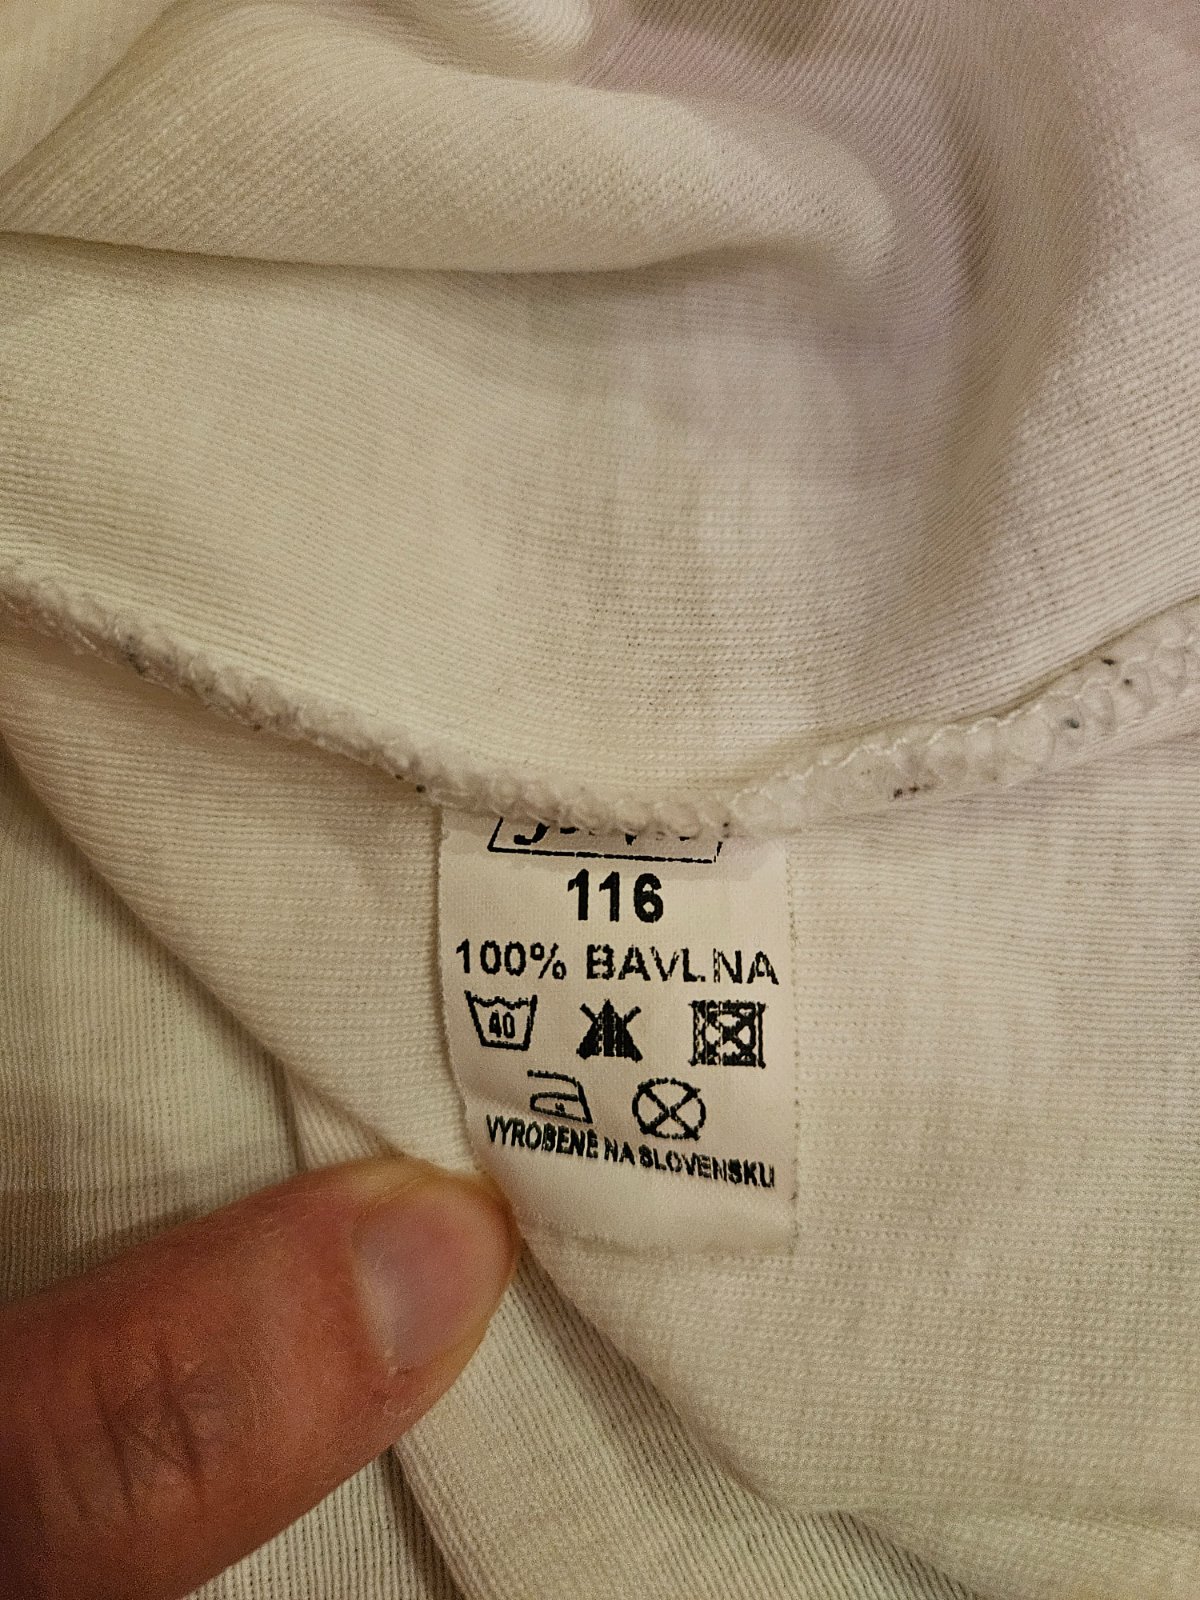 116
100% BAVLNA
40
VYROBENÉ NA SLOVENSKU